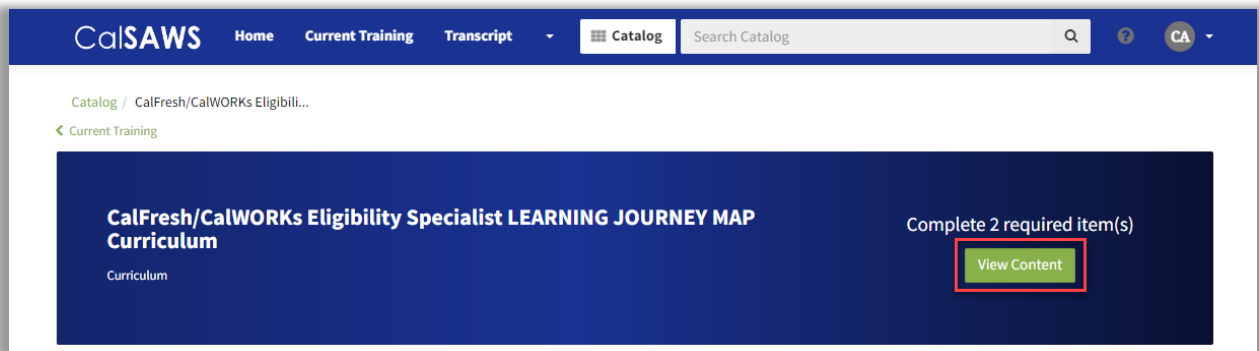 CalSAWS Home Current Training Transcript Catalog Search Catalog ? CA
Catalog / CalFresh/CalWORKs Eligibili...
Current Training
CalFresh/CalWORKs Eligibility Specialist LEARNING JOURNEY MAP
Curriculum
Curriculum
Complete 2 required item(s)
View Content